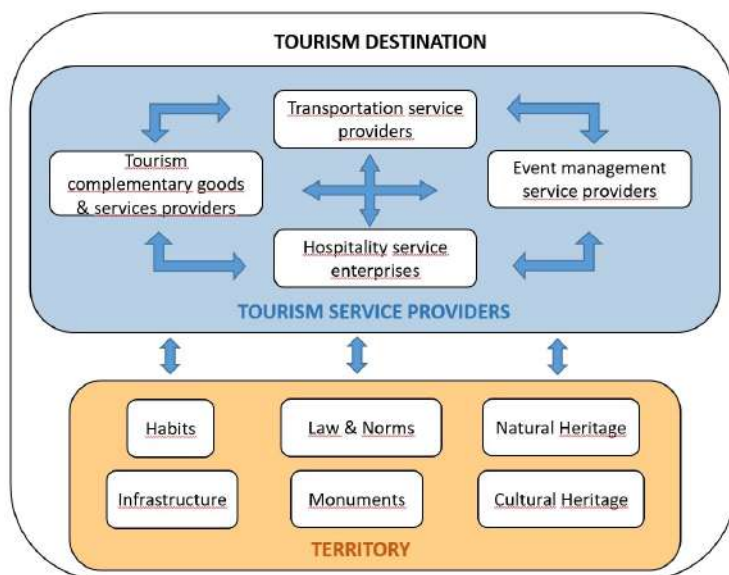 TOURISM DESTINATION
Transportation service
providers
Tourism
complementary goods
& services providers
Event management
service providers
Hospitality service
enterprises
TOURISM SERVICE PROVIDERS
Habits
Law & Norms
Natural Heritage
Infrastructure
Monuments
Cultural Heritage
TERRITORY